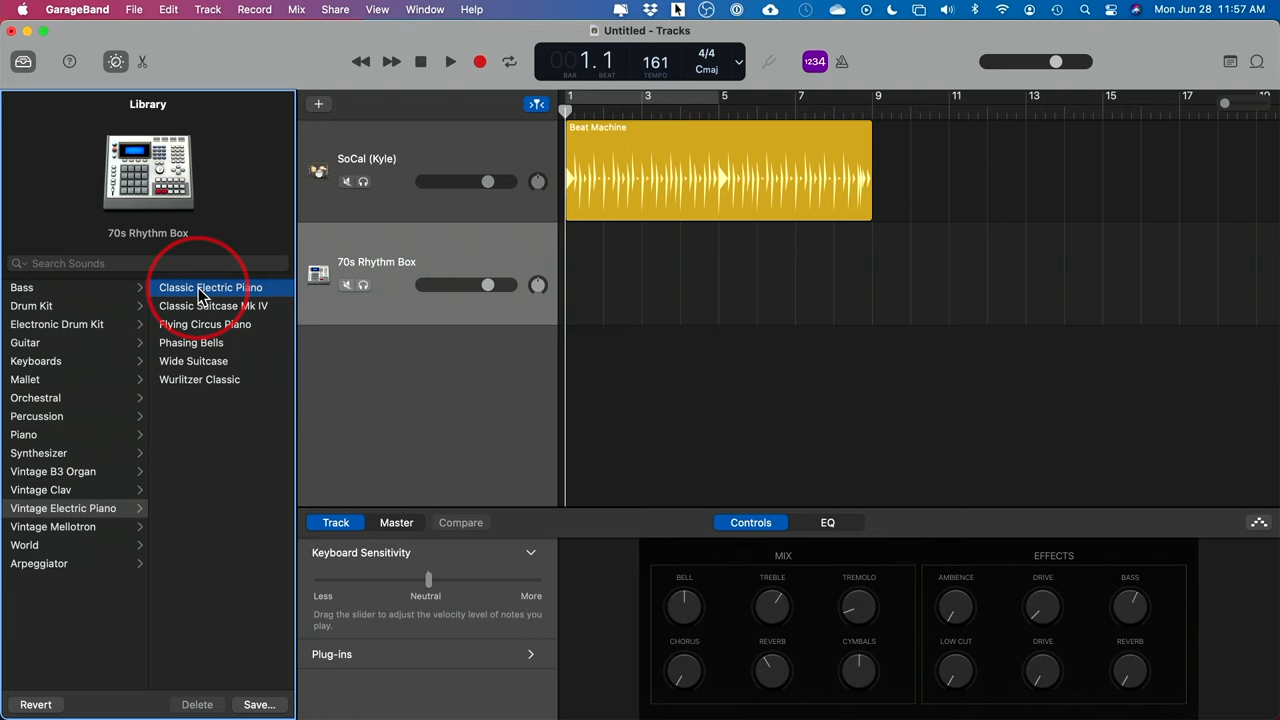 GarageBand File Edit Track Record Mix Share View Window Help Mon Jun 28 11:57 AM
Untitled - Tracks
001.1 161 4/4 Cmaj
BAR BEAT TEMPO
1234
Library
70s Rhythm Box
Search Sounds
Bass
Drum Kit
Electronic Drum Kit
Guitar
Keyboards
Mallet
Orchestral
Percussion
Piano
Synthesizer
Vintage B3 Organ
Vintage Clav
Vintage Electric Piano
Vintage Mellotron
World
Arpeggiator
Classic Electric Piano
Classic Suitcase Mk IV
Flying Circus Piano
Phasing Bells
Wide Suitcase
Wurlitzer Classic
Revert Delete Save...
1 3 5 7 9 11 13 15 17 19
SoCal (Kyle)
Beat Machine
70s Rhythm Box
Track Master Compare Controls EQ
Keyboard Sensitivity
Less Neutral More
Drag the slider to adjust the velocity level of notes you
play.
Plug-ins
MIX
BELL TREBLE TREMOLO
CHORUS REVERB CYMBALS
EFFECTS
AMBIENCE DRIVE BASS
LOW CUT DRIVE REVERB